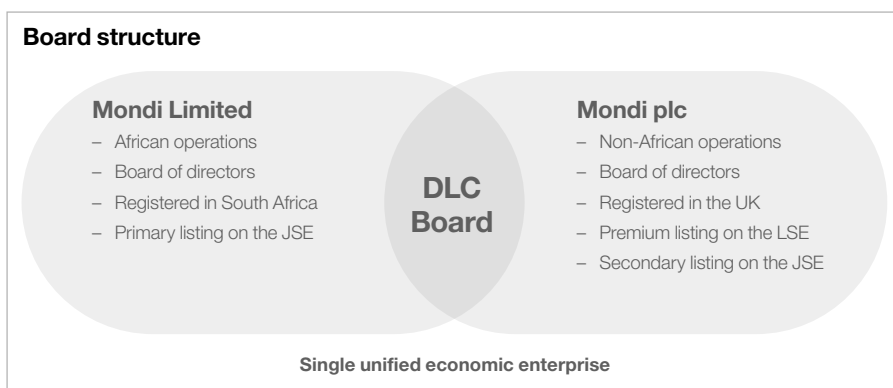 Board structure
Mondi Limited
– African operations
– Board of directors
– Registered in South Africa
– Primary listing on the JSE
DLC
Board
Mondi plc
– Non-African operations
– Board of directors
– Registered in the UK
– Premium listing on the LSE
– Secondary listing on the JSE
Single unified economic enterprise